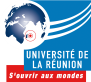 UNIVERSITÉ DE
LA RÉUNION
S'ouvrir aux mondes